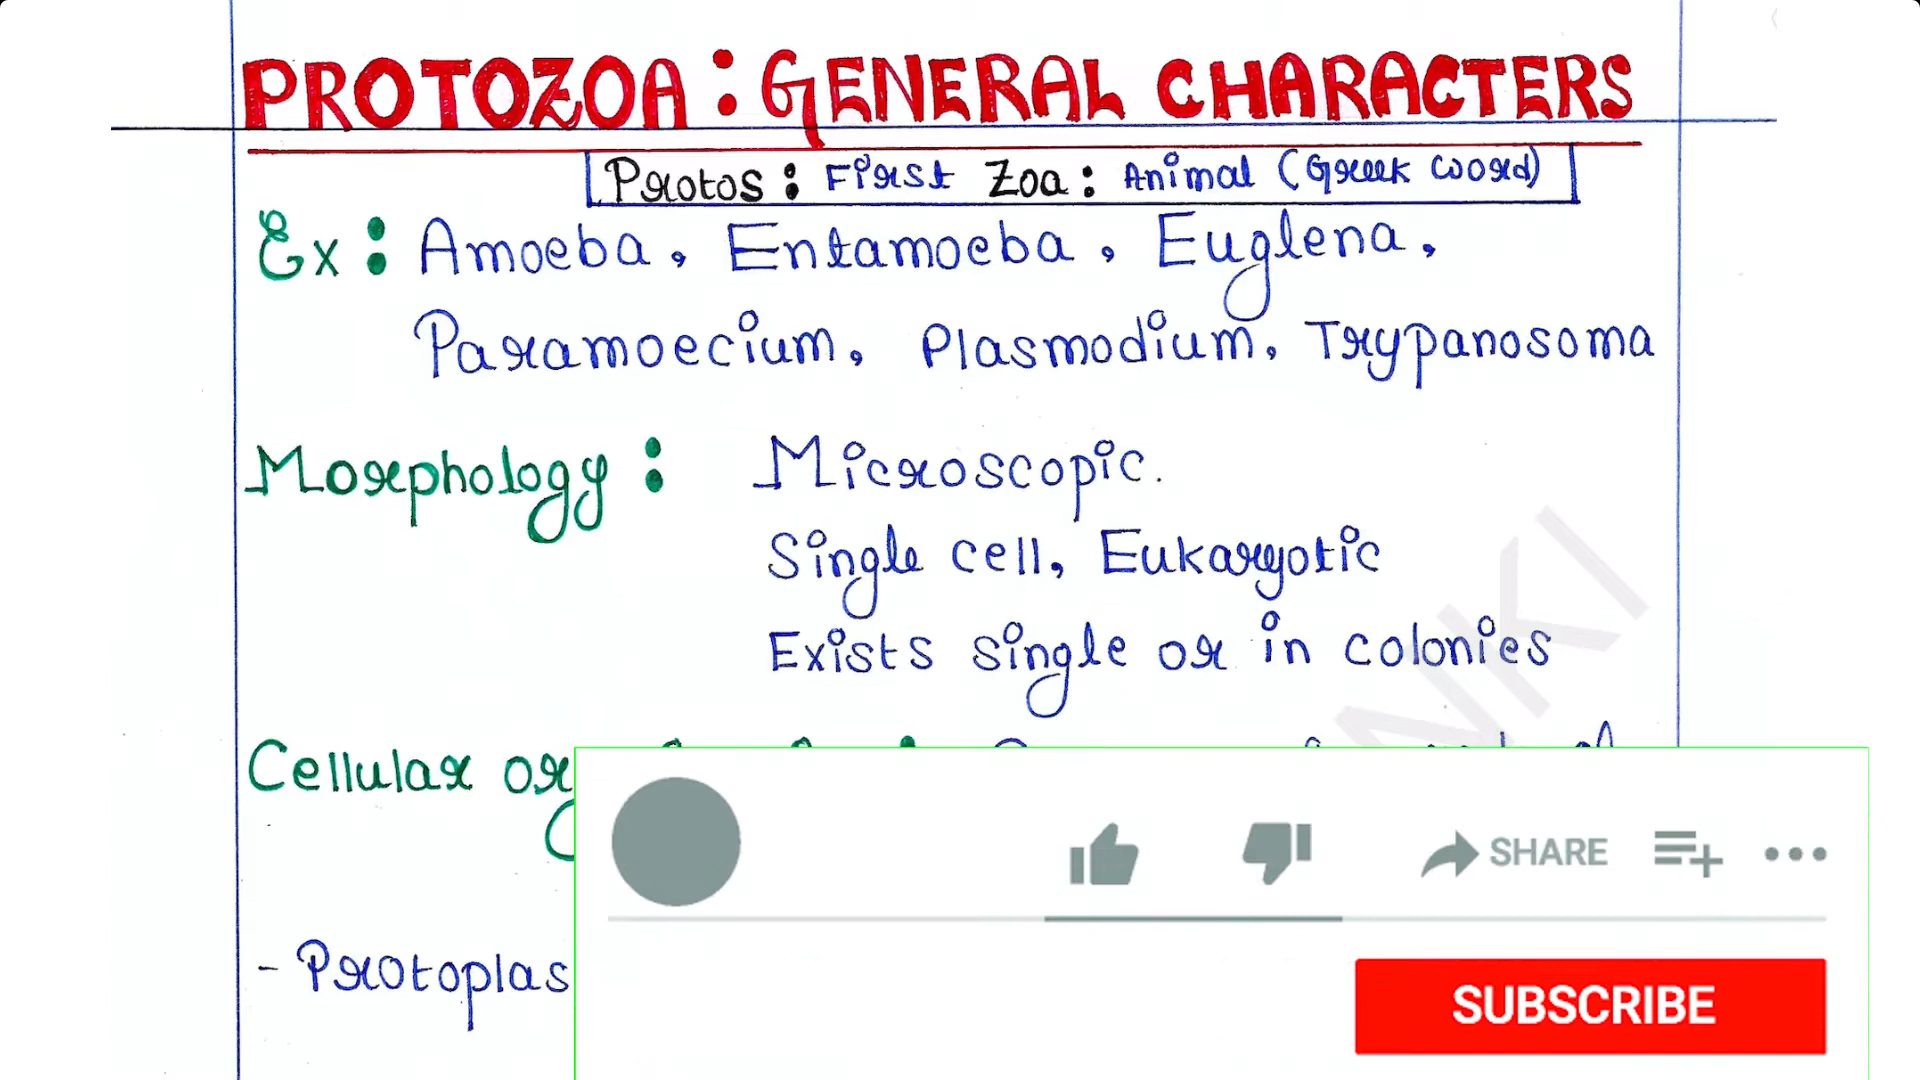 PROTOZOA : GENERAL CHARACTERS
Protos : First Zoa : Animal (Greek word)
Ex : Amoeba, Entamoeba, Euglena,
Paramoecium, Plasmodium, Trypanosoma
Morphology : Microscopic.
Single cell, Eukaryotic
Exists single or in colonies
Cellular
SHARE
- Protoplas
SUBSCRIBE